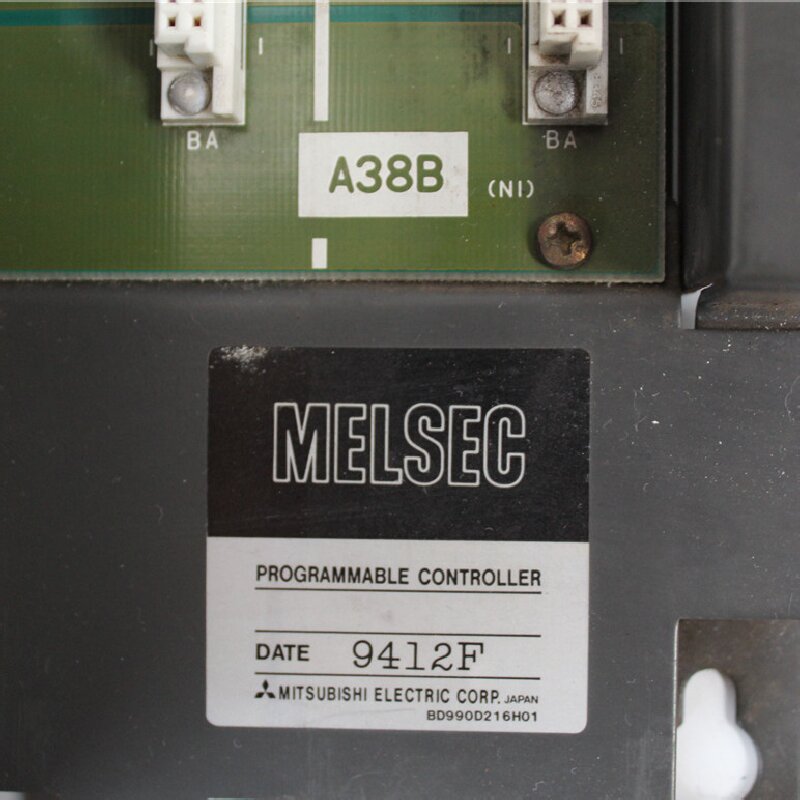 BA BA
A38B (NI)
MELSEC
PROGRAMMABLE CONTROLLER
DATE 9412F
MITSUBISHI ELECTRIC CORP. JAPAN
BD990D216H01